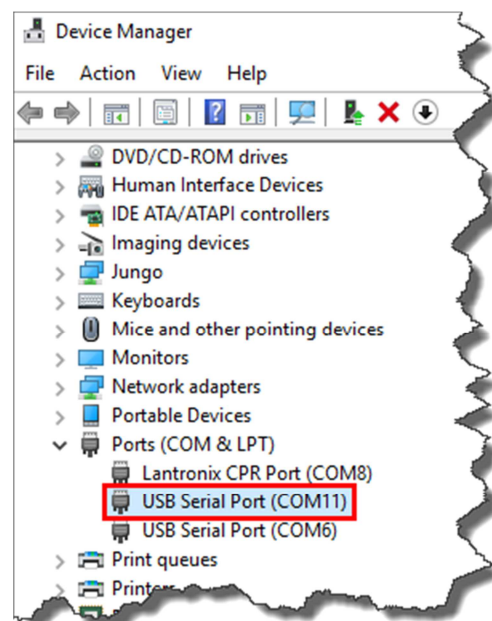 Device Manager
File Action View Help
DVD/CD-ROM drives
Human Interface Devices
IDE ATA/ATAPI controllers
Imaging devices
Jungo
Keyboards
Mice and other pointing devices
Monitors
Network adapters
Portable Devices
Ports (COM & LPT)
Lantronix CPR Port (COM8)
USB Serial Port (COM11)
USB Serial Port (COM6)
Print queues
Printers